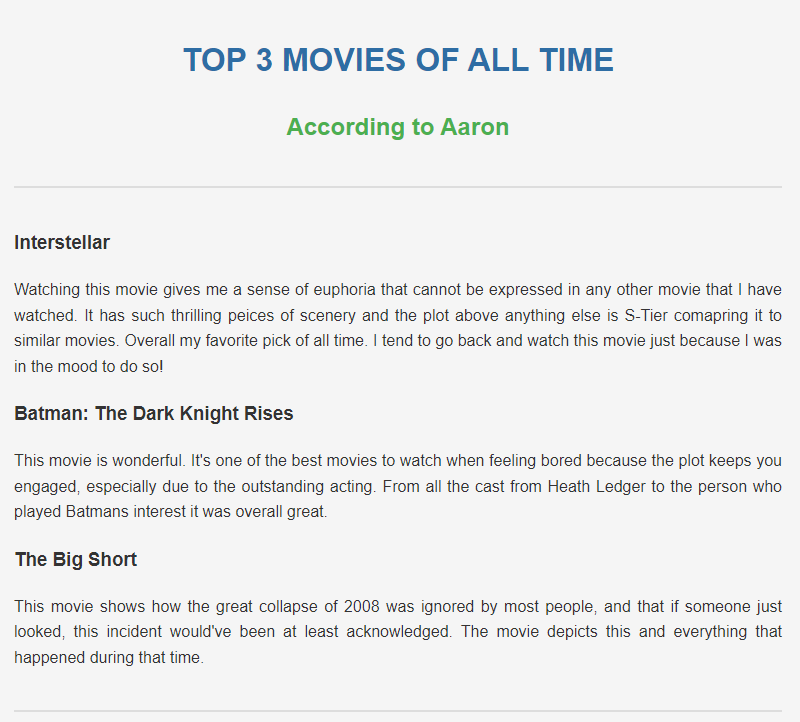 TOP 3 MOVIES OF ALL TIME
According to Aaron
Interstellar
Watching this movie gives me a sense of euphoria that cannot be expressed in any other movie that I have
watched. It has such thrilling peices of scenery and the plot above anything else is S-Tier comapring it to
similar movies. Overall my favorite pick of all time. I tend to go back and watch this movie just because I was
in the mood to do so!
Batman: The Dark Knight Rises
This movie is wonderful. It's one of the best movies to watch when feeling bored because the plot keeps you
engaged, especially due to the outstanding acting. From all the cast from Heath Ledger to the person who
played Batmans interest it was overall great.
The Big Short
This movie shows how the great collapse of 2008 was ignored by most people, and that if someone just
looked, this incident would've been at least acknowledged. The movie depicts this and everything that
happened during that time.